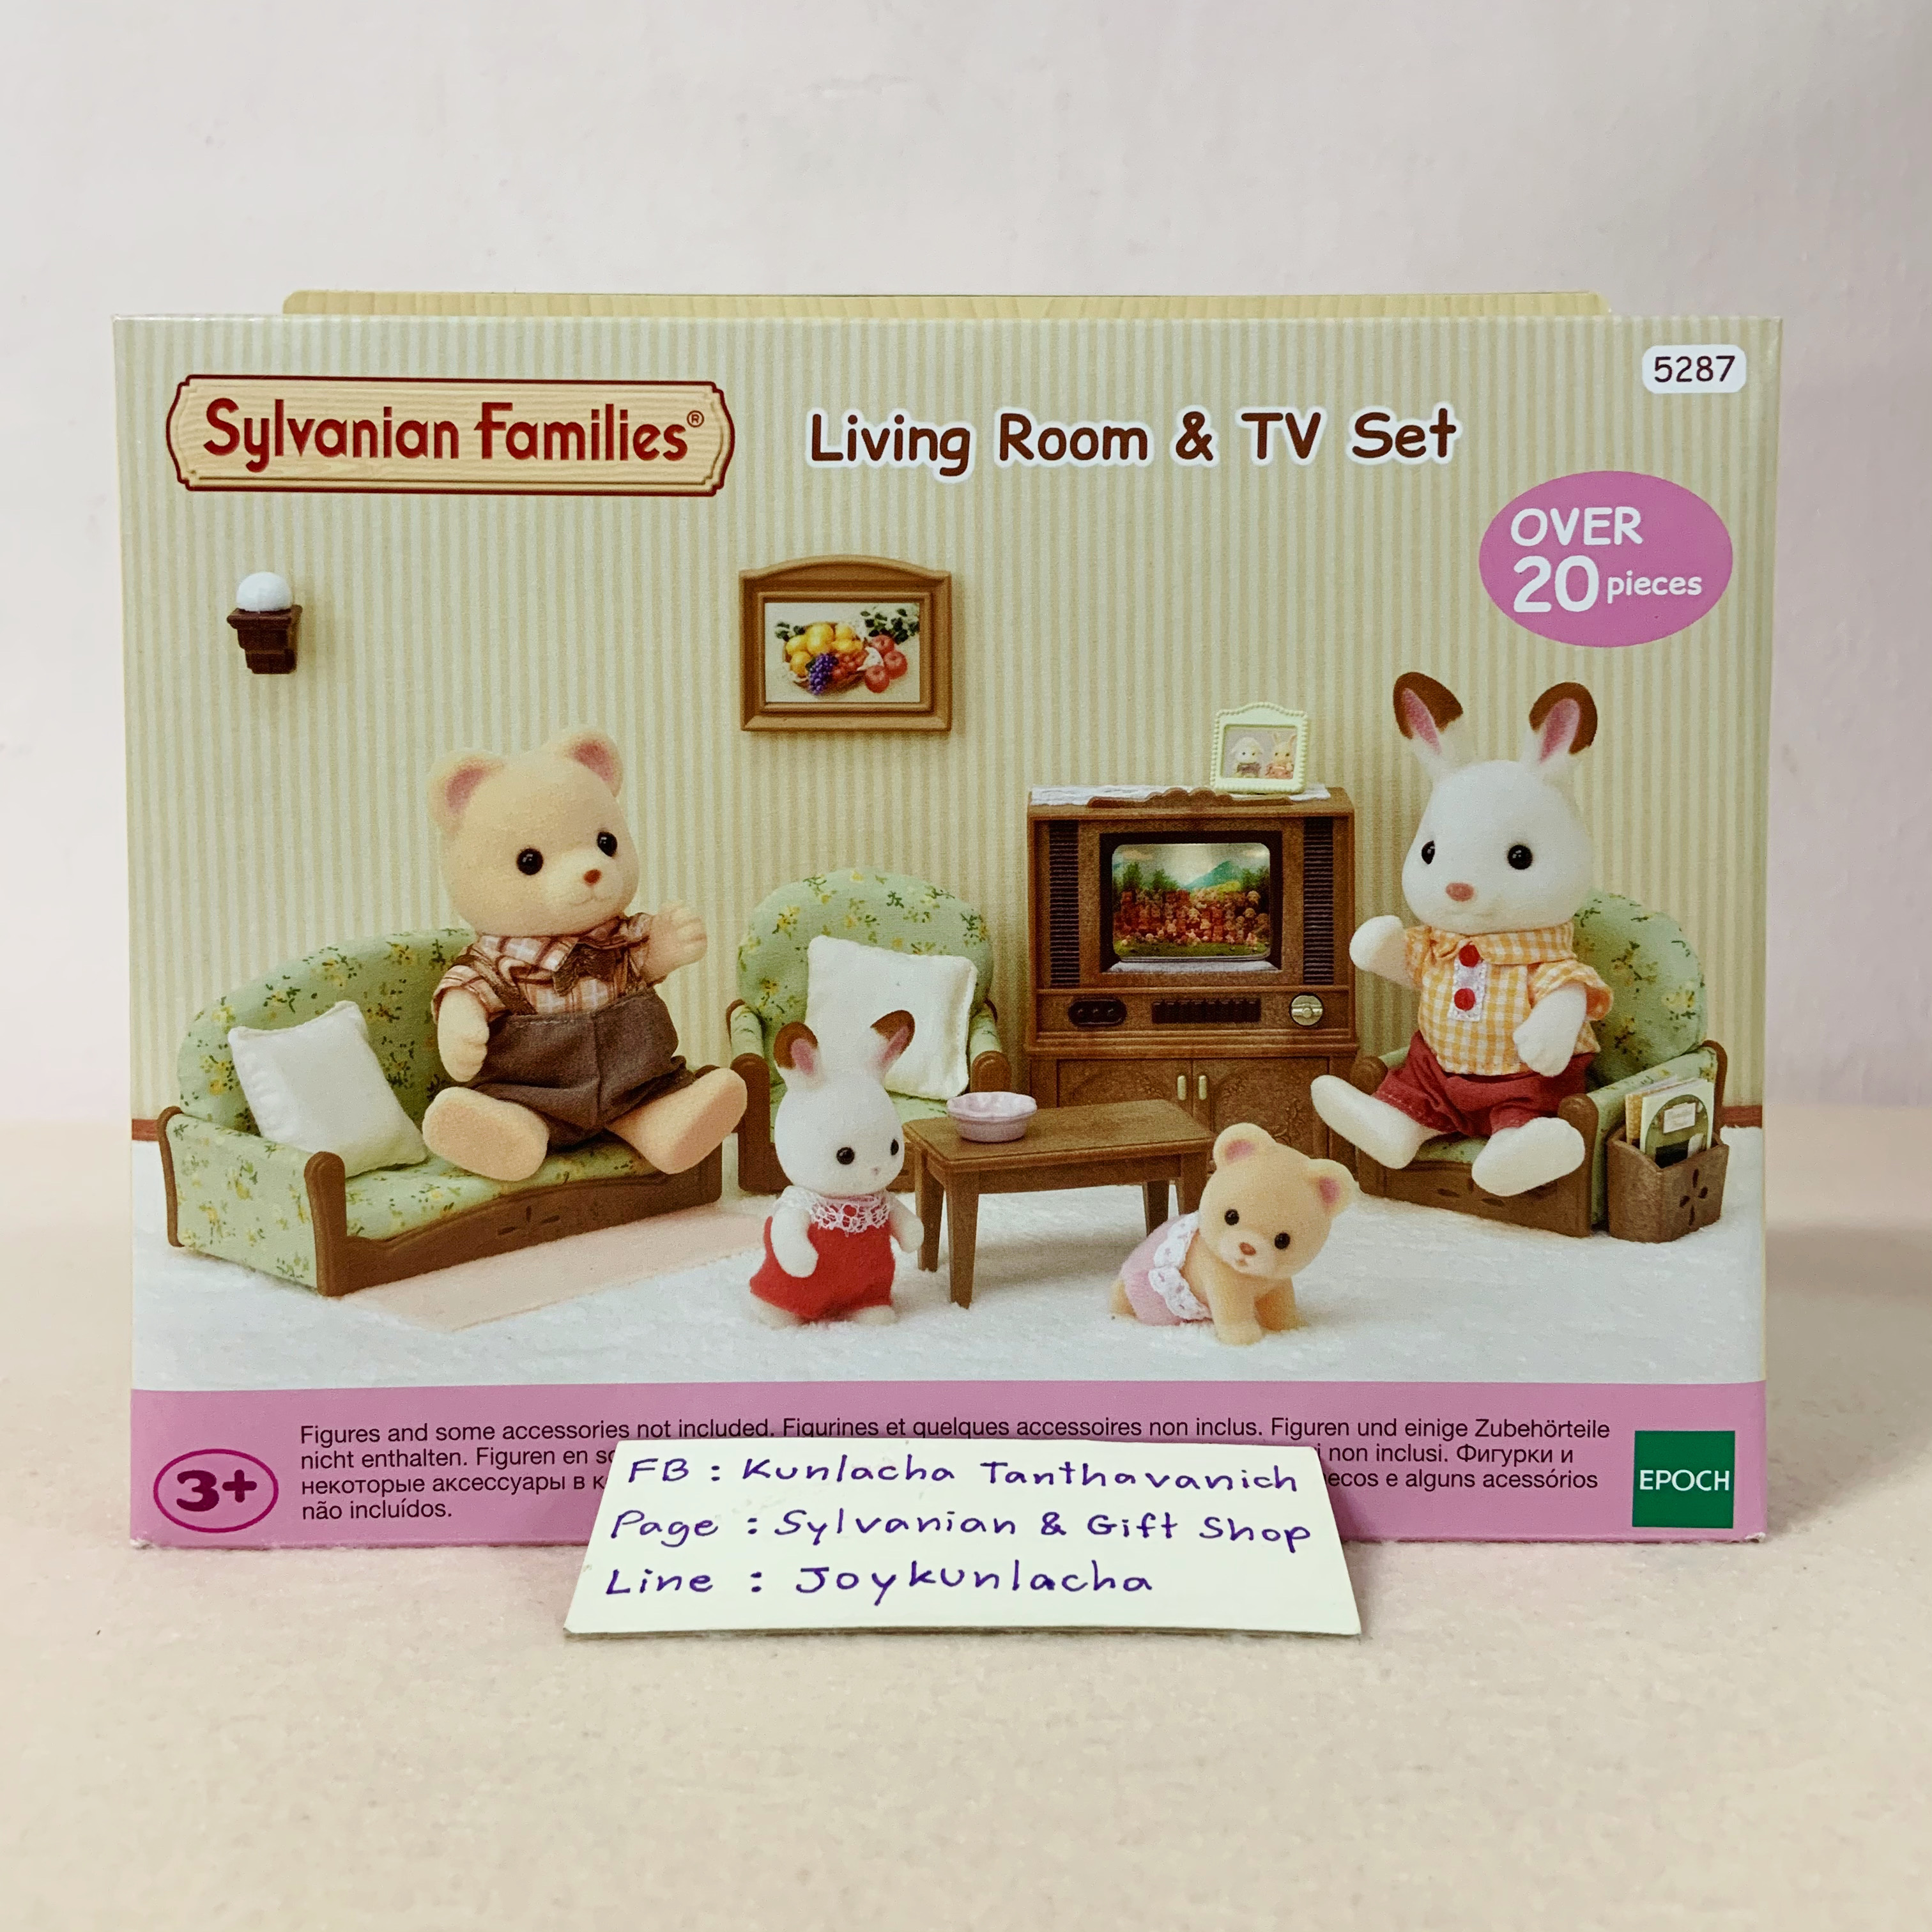 5287
Sylvanian Families®
Living Room & TV Set
OVER
20 pieces
Figures and some accessories not included. Figurines et quelques accessoires non inclus. Figuren und einige Zubehörteile
nicht enthalten. Figuren en non inclusi. Фигурки и
некоторые аксессуары в e alguns acessórios
não incluídos.
3+
EPOCH
FB : Kunlacha Tanthavanich
Page : Sylvanian & Gift Shop
Line : Joykunlacha